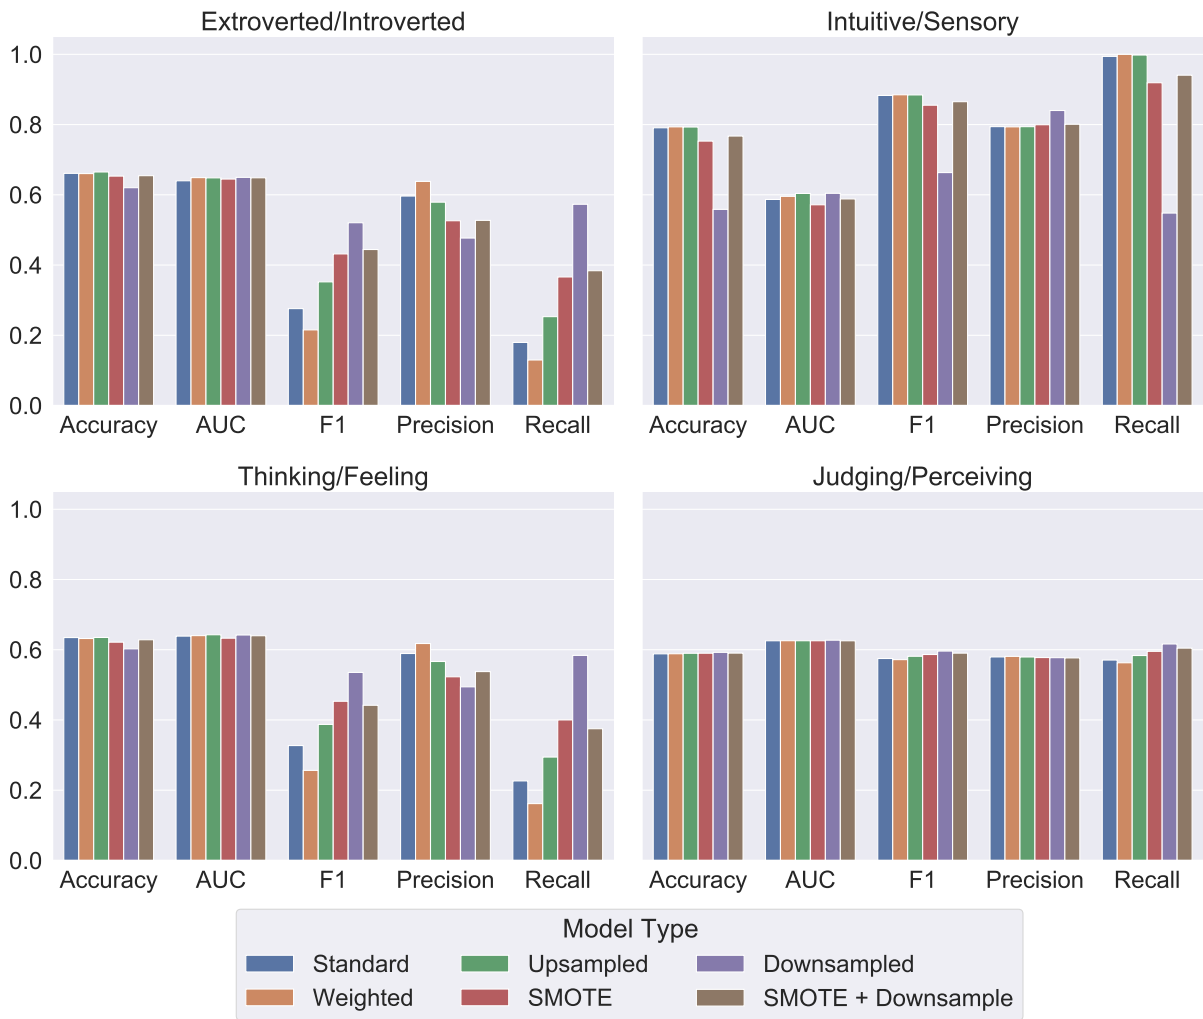 Extroverted/Introverted
Intuitive/Sensory
1.0
0.8
0.6
0.4
0.2
0.0
Accuracy AUC F1 Precision Recall
Accuracy AUC F1 Precision Recall
Thinking/Feeling
Judging/Perceiving
1.0
0.8
0.6
0.4
0.2
0.0
Accuracy AUC F1 Precision Recall
Accuracy AUC F1 Precision Recall
Model Type
Standard Upsampled Downsampled
Weighted SMOTE SMOTE + Downsample